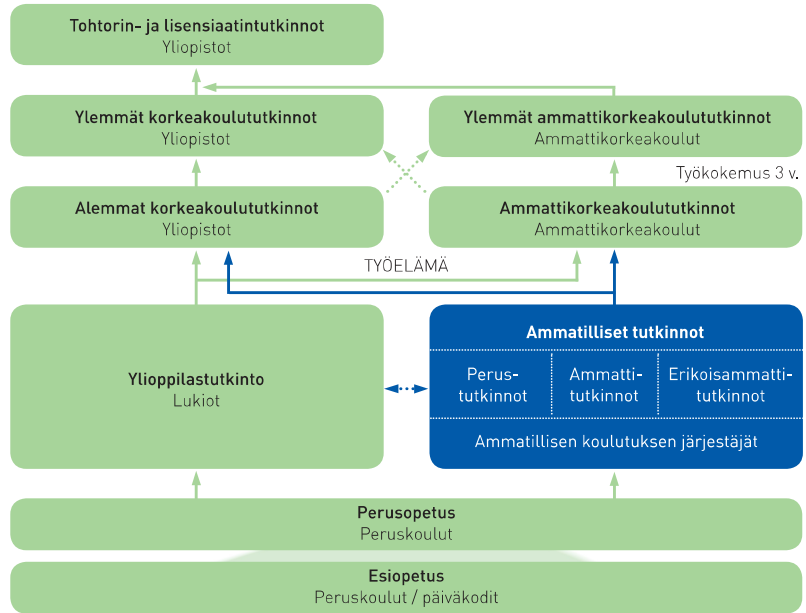 Tohtorin- ja lisensiaatintutkinnot
Yliopistot
Ylemmät korkeakoulututkinnot
Yliopistot
Ylemmät ammattikorkeakoulututkinnot
Ammattikorkeakoulut
Työkokemus 3 v.
Alemmat korkeakoulututkinnot
Yliopistot
Ammattikorkeakoulututkinnot
Ammattikorkeakoulut
TYÖELÄMÄ
Ylioppilastutkinto
Lukiot
Ammatilliset tutkinnot
Perus-
tutkinnot
Ammatti-
tutkinnot
Erikoisammatti-
tutkinnot
Ammatillisen koulutuksen järjestäjät
Perusopetus
Peruskoulut
Esiopetus
Peruskoulut / päiväkodit